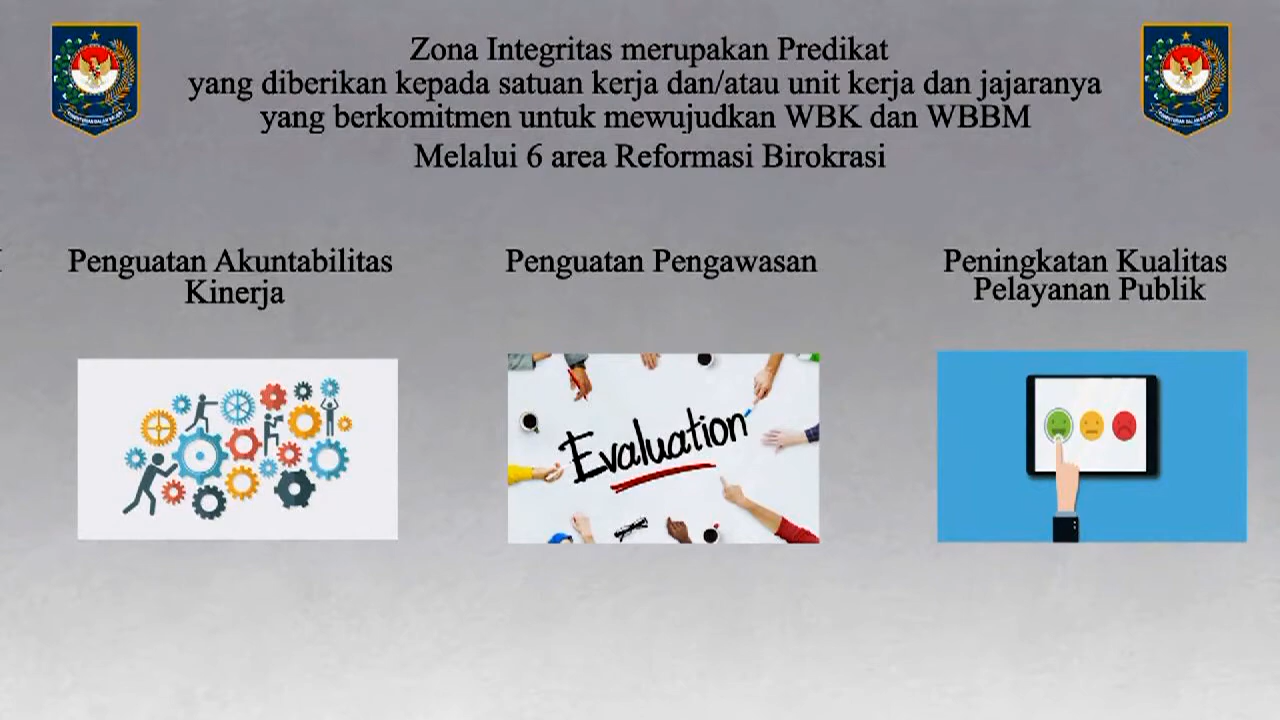 Zona Integritas merupakan Predikat
yang diberikan kepada satuan kerja dan/atau unit kerja dan jajaranya
yang berkomitmen untuk mewujudkan WBK dan WBBM
Melalui 6 area Reformasi Birokrasi
Penguatan Akuntabilitas
Kinerja
Penguatan Pengawasan
Peningkatan Kualitas
Pelayanan Publik
Evaluation